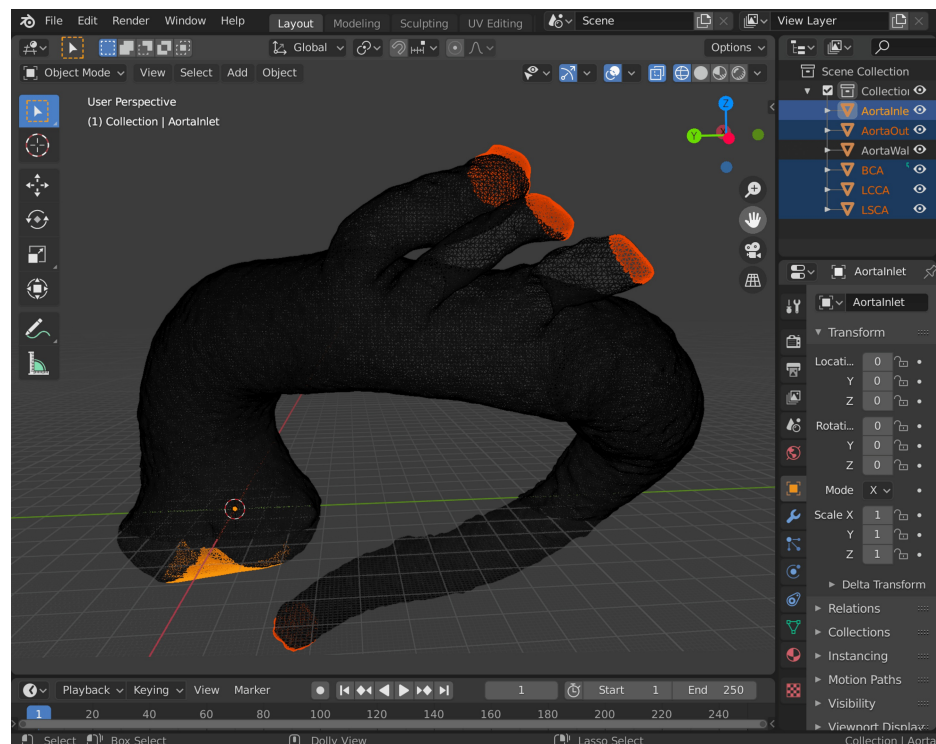 File Edit Render Window Help Layout Modeling Sculpting UV Editing Scene View Layer
Global Options
Object Mode View Select Add Object
User Perspective
(1) Collection | AortaInlet
Z
Y
X
Scene Collection
Collection
AortaInle
AortaOut
AortaWal
BCA
LCCA
LSCA
AortaInlet
AortaInlet
Transform
Locati... 0
Y 0
Z 0
Rotati... 0
Y 0
Z 0
Mode X
Scale X 1
Y 1
Z 1
Delta Transform
Relations
Collections
Instancing
Motion Paths
Visibility
Viewport Display
Playback Keying View Marker 1 Start 1 End 250
1 20 40 60 80 100 120 140 160 180 200 220 240
Select Box Select Dolly View Lasso Select Collection | Aorta